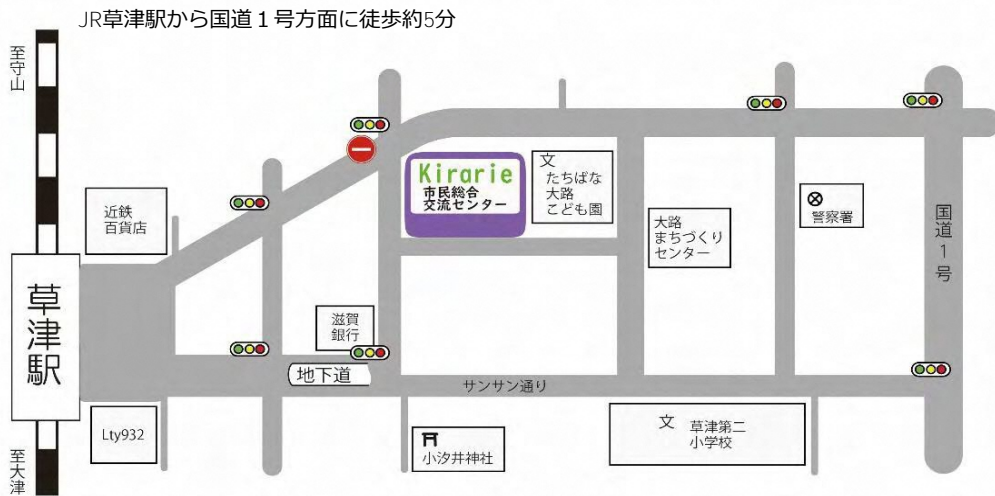 JR草津駅から国道１号方面に徒歩約5分
至守山
近鉄
百貨店
草津駅
Lty932
至大津
Kirarie
市民総合
交流センター
文
たちばな
大路
こども園
大路
まちづくり
センター
警察署
国道１号
滋賀
銀行
地下道
サンサン通り
小汐井神社
文 草津第二
小学校